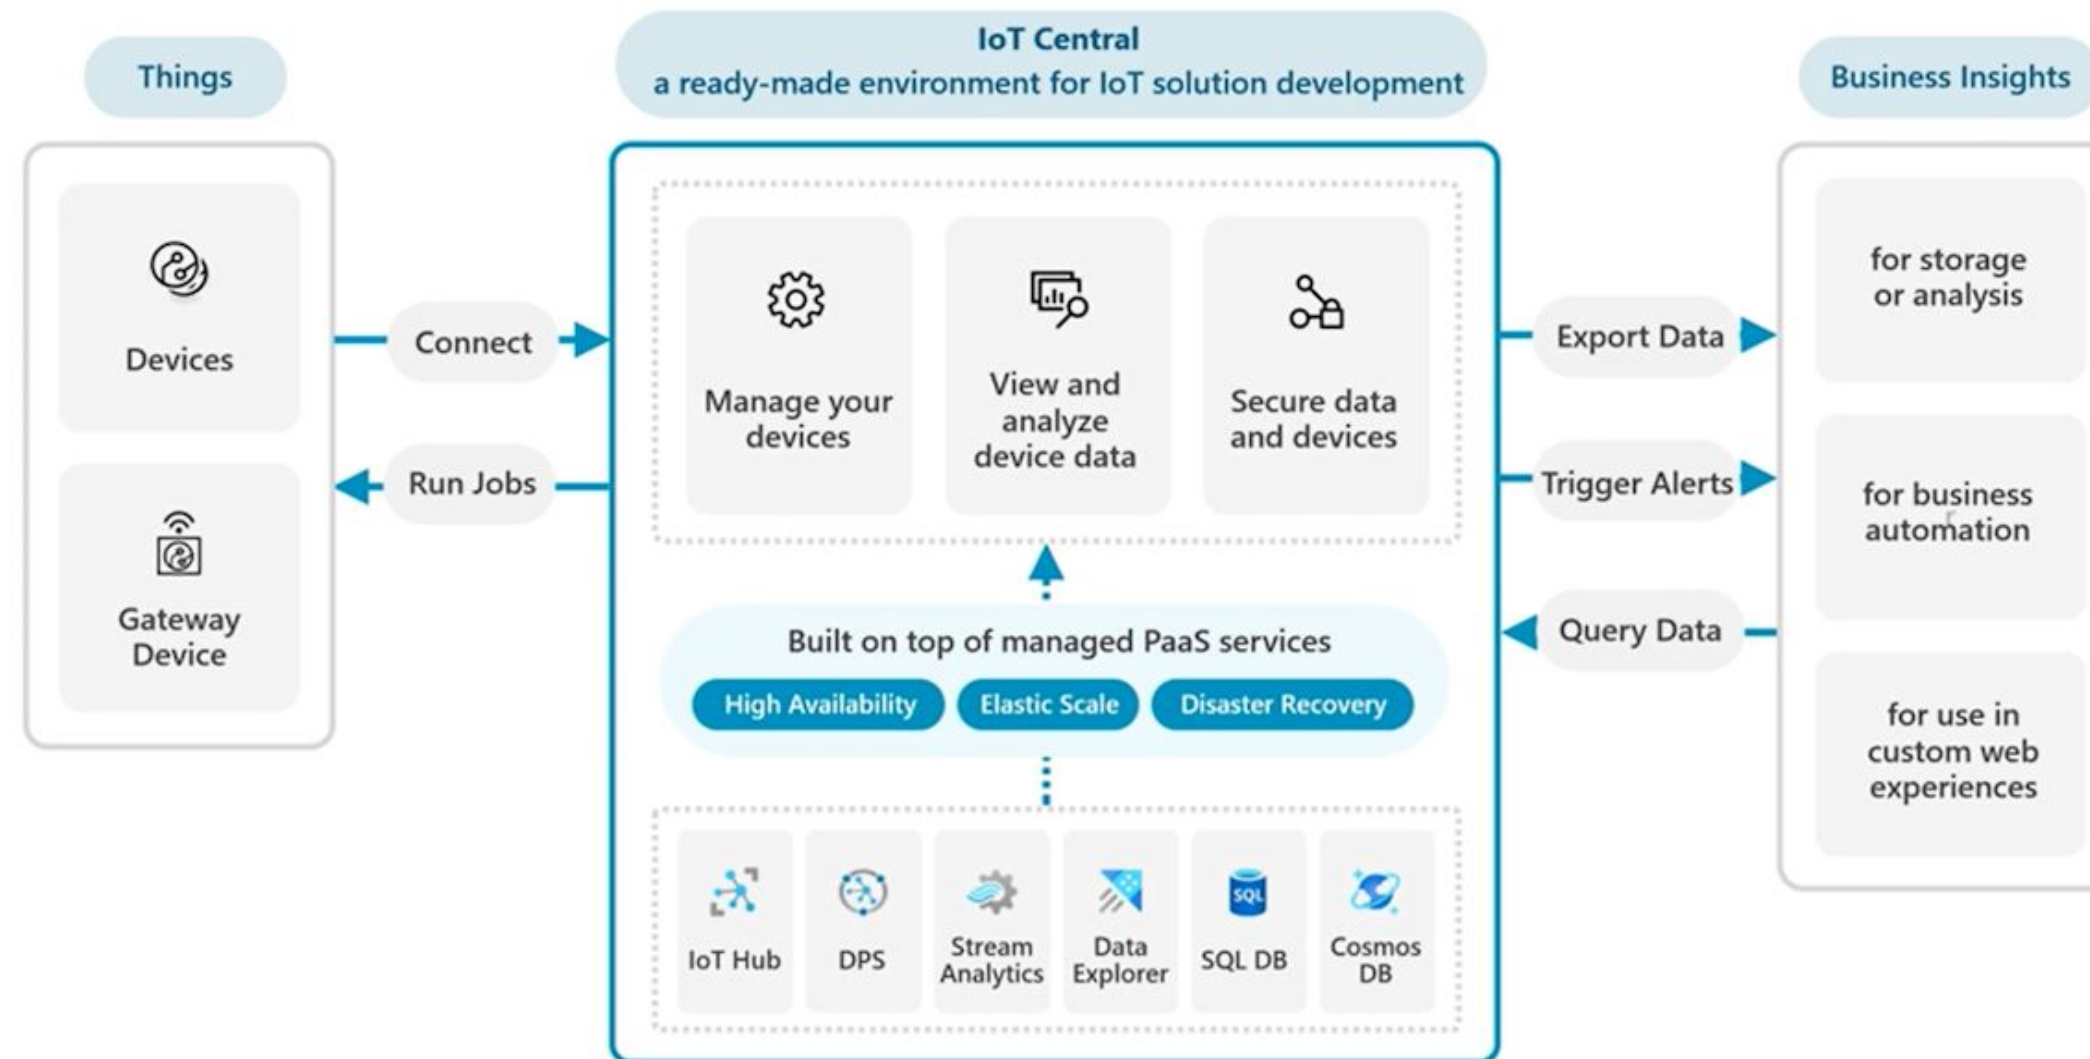 Things
Devices
Gateway
Device
Connect
Run Jobs
IoT Central
a ready-made environment for IoT solution development
Manage your
devices
View and
analyze
device data
Secure data
and devices
Built on top of managed PaaS services
High Availability
Elastic Scale
Disaster Recovery
IoT Hub
DPS
Stream
Analytics
Data
Explorer
SQL
SQL DB
Cosmos
DB
Export Data
Trigger Alerts
Query Data
Business Insights
for storage
or analysis
for business
automation
for use in
custom web
experiences